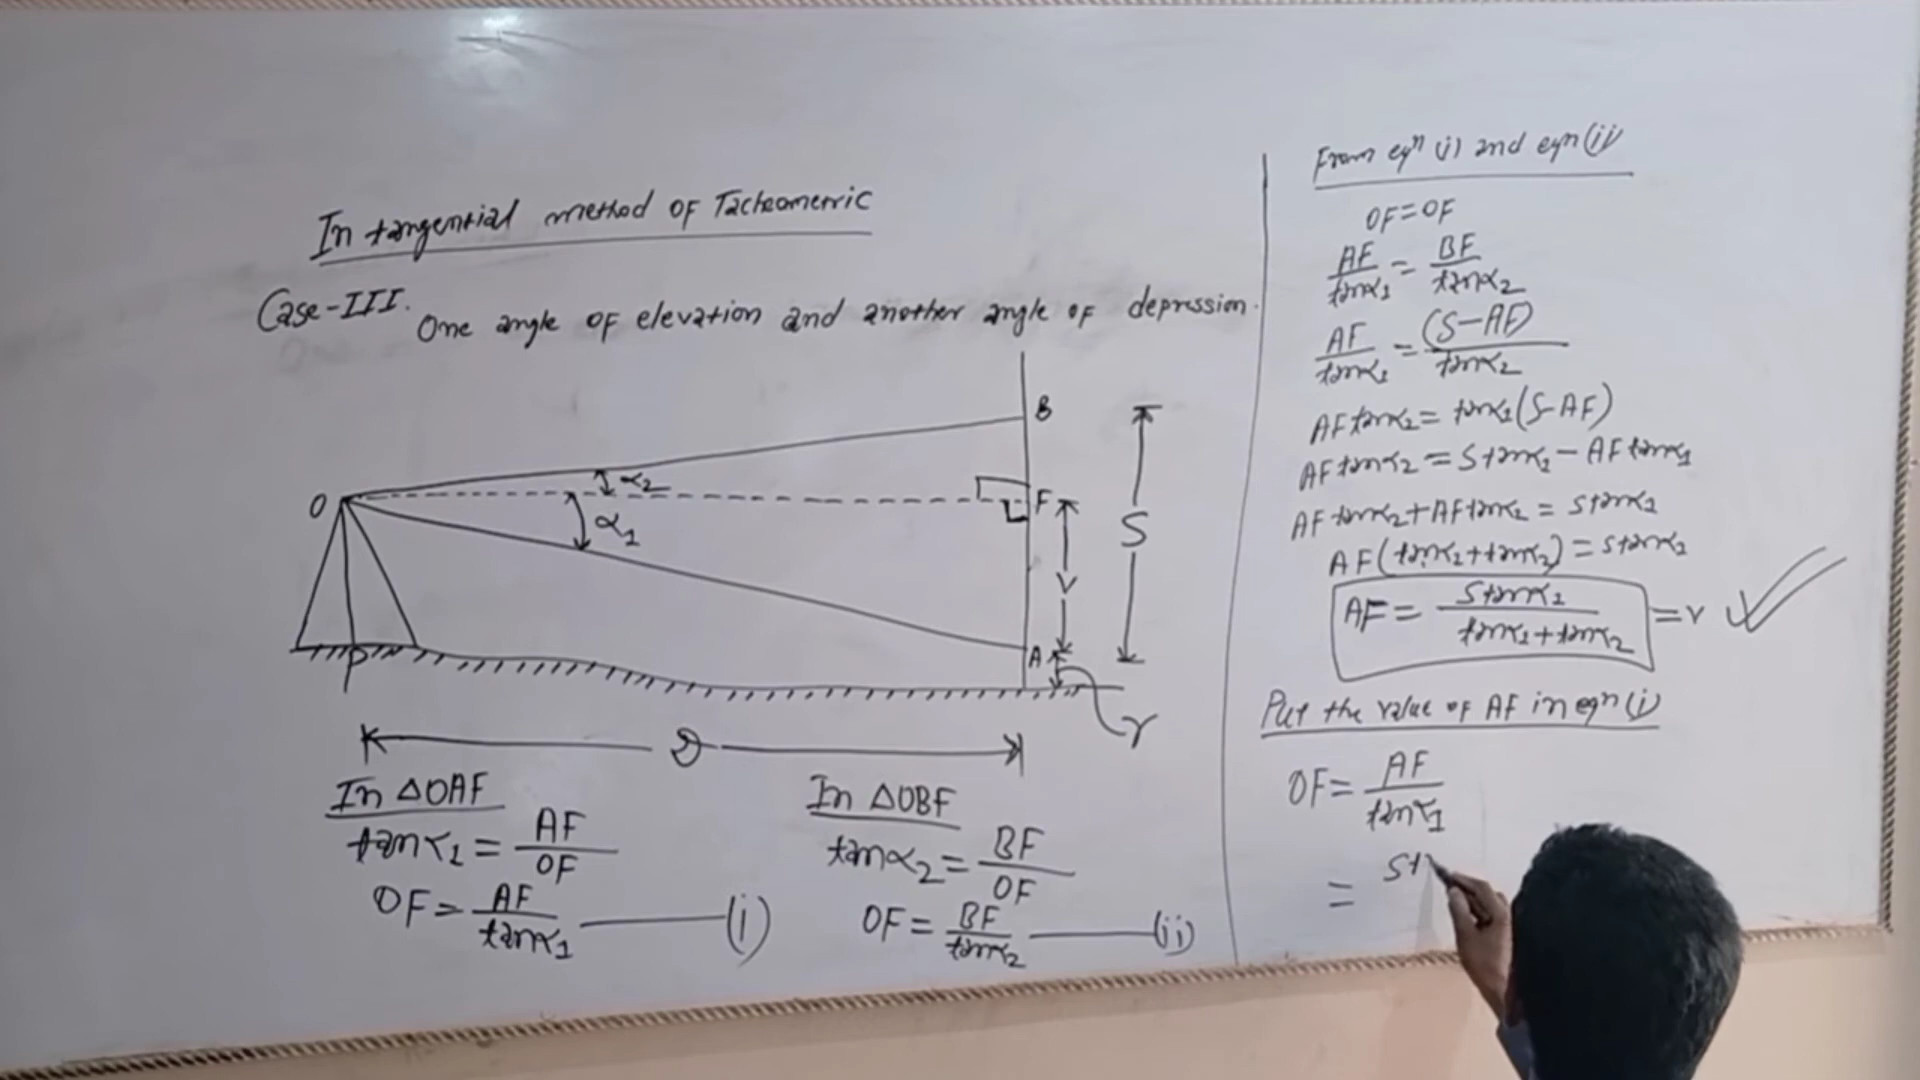 In tangential method OF Tacheometric
Case-III. One angle OF elevation and another angle OF depression.
B
O
α2
F
α1
S
V
A
P
r
D
In △OAF
tanα1 = AF/OF
OF = AF/tanα1 —— (i)
In △OBF
tanα2 = BF/OF
OF = BF/tanα2 —— (ii)
From eqn (i) and eqn (ii)
OF = OF
AF/tanα1 = BF/tanα2
AF/tanα1 = (S-AF)/tanα2
AF tanα2 = tanα1 (S-AF)
AF tanα2 = S tanα1 - AF tanα1
AF tanα2 + AF tanα1 = S tanα1
AF (tanα1 + tanα2) = S tanα1
AF = S tanα1/tanα1 + tanα2 = V
Put the value of AF in eqn (i)
OF = AF/tanα1
= St